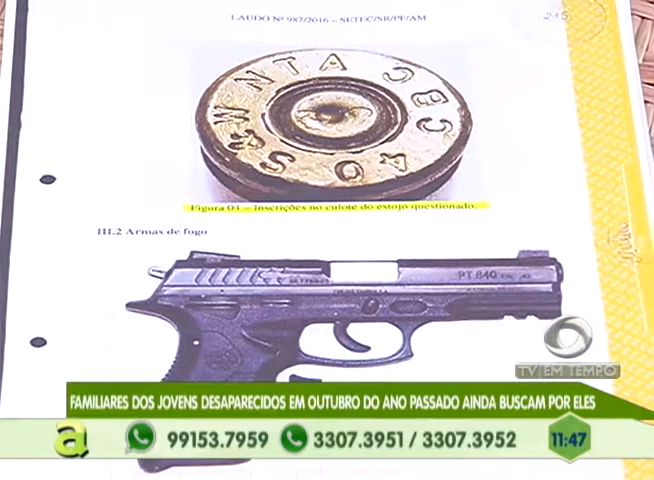 LAUDO Nº 987/2016 – SETEC/SR/PF/AM
215
NTA CBC 40 S&W
Figura 04 – Inscrições no culote do estojo questionado.
III.2 Armas de fogo
PT 840
TV EM TEMPO
FAMILIARES DOS JOVENS DESAPARECIDOS EM OUTUBRO DO ANO PASSADO AINDA BUSCAM POR ELES
a 99153.7959 3307.3951 / 3307.3952 11:47